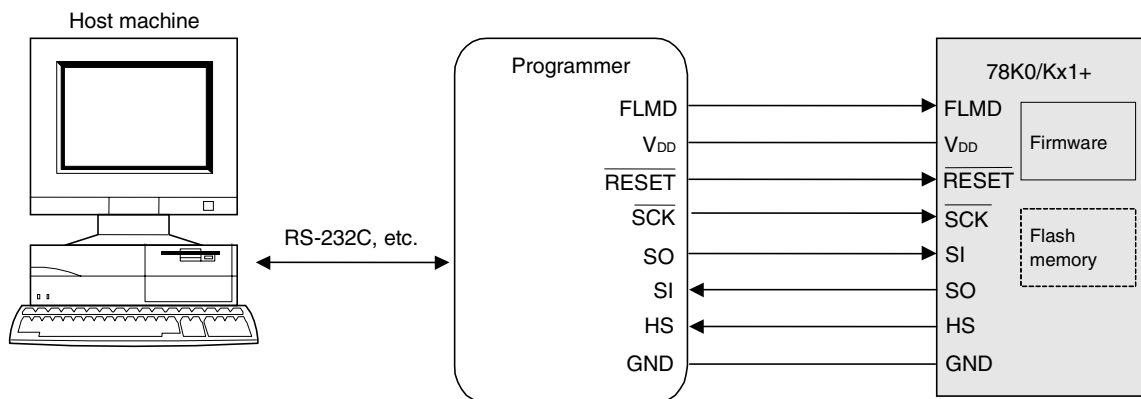 Host machine
RS-232C, etc.
Programmer
FLMD
VDD
RESET
SCK
SO
SI
HS
GND
78K0/Kx1+
FLMD
VDD
RESET
SCK
SI
SO
HS
GND
Firmware
Flash
memory